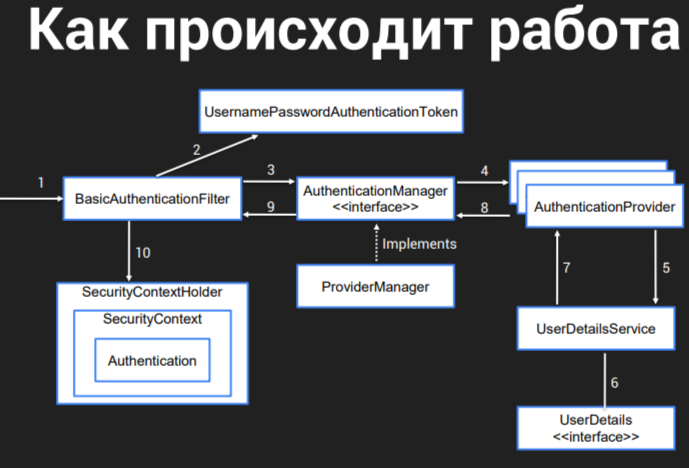 Как происходит работа
UsernamePasswordAuthenticationToken
2
1
3
4
BasicAuthenticationFilter
AuthenticationManager
<<interface>>
AuthenticationProvider
9
8
10
Implements
7
5
SecurityContextHolder
SecurityContext
Authentication
ProviderManager
UserDetailsService
6
UserDetails
<<interface>>